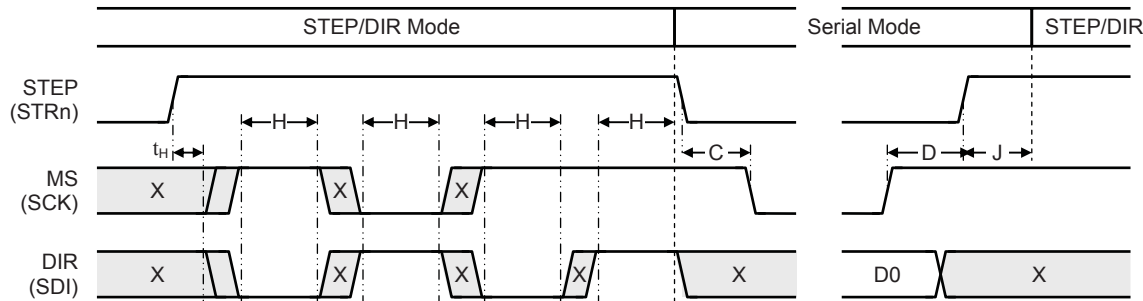 STEP/DIR Mode Serial Mode STEP/DIR
STEP
(STRn)
H H H H
tH C D J
MS
(SCK)
X X X
DIR
(SDI)
X X X X X D0 X